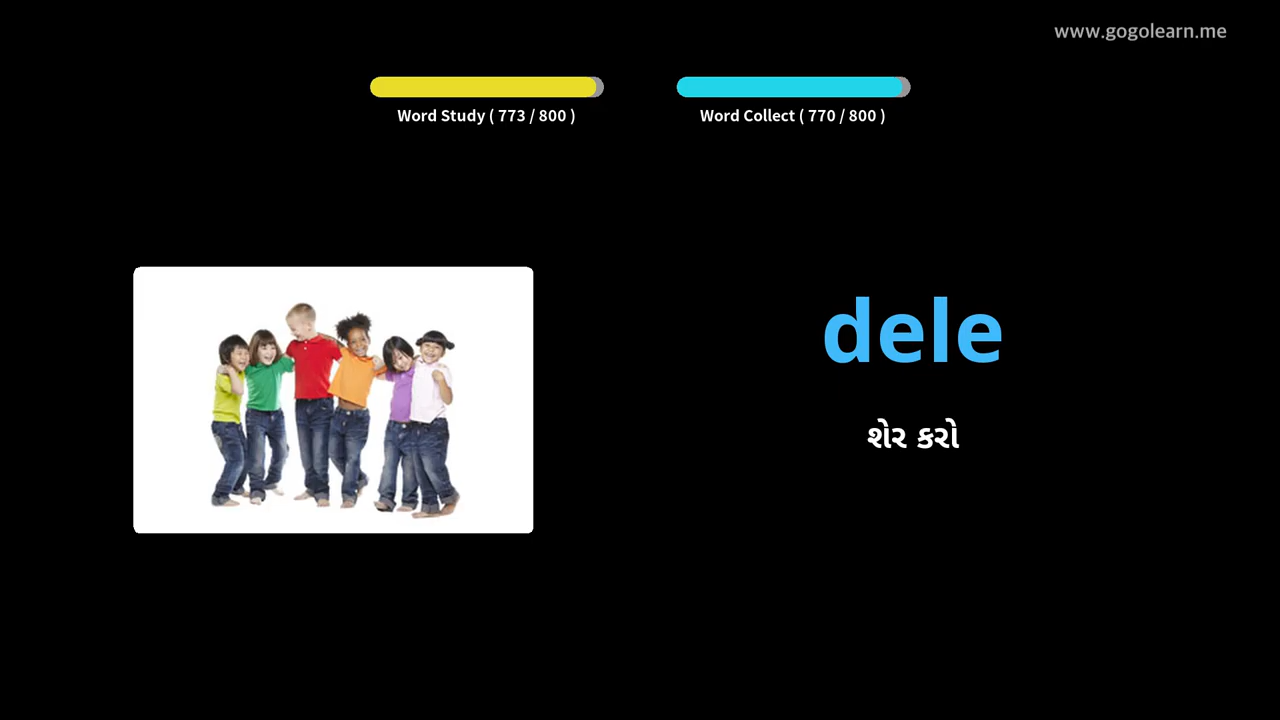 www.gogolearn.me
Word Study ( 773 / 800 )
Word Collect ( 770 / 800 )
dele
શેર કરો